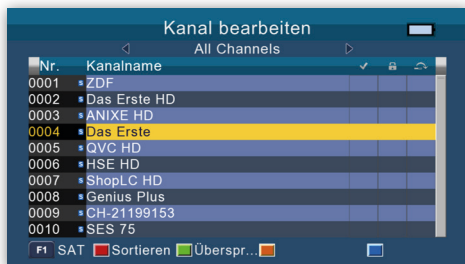 Kanal bearbeiten
All Channels
Nr. Kanalname
0001 S ZDF
0002 S Das Erste HD
0003 S ANIXE HD
0004 S Das Erste
0005 S QVC HD
0006 S HSE HD
0007 S ShopLC HD
0008 S Genius Plus
0009 S CH-21199153
0010 S SES 75
F1 SAT Sortieren Überspr...